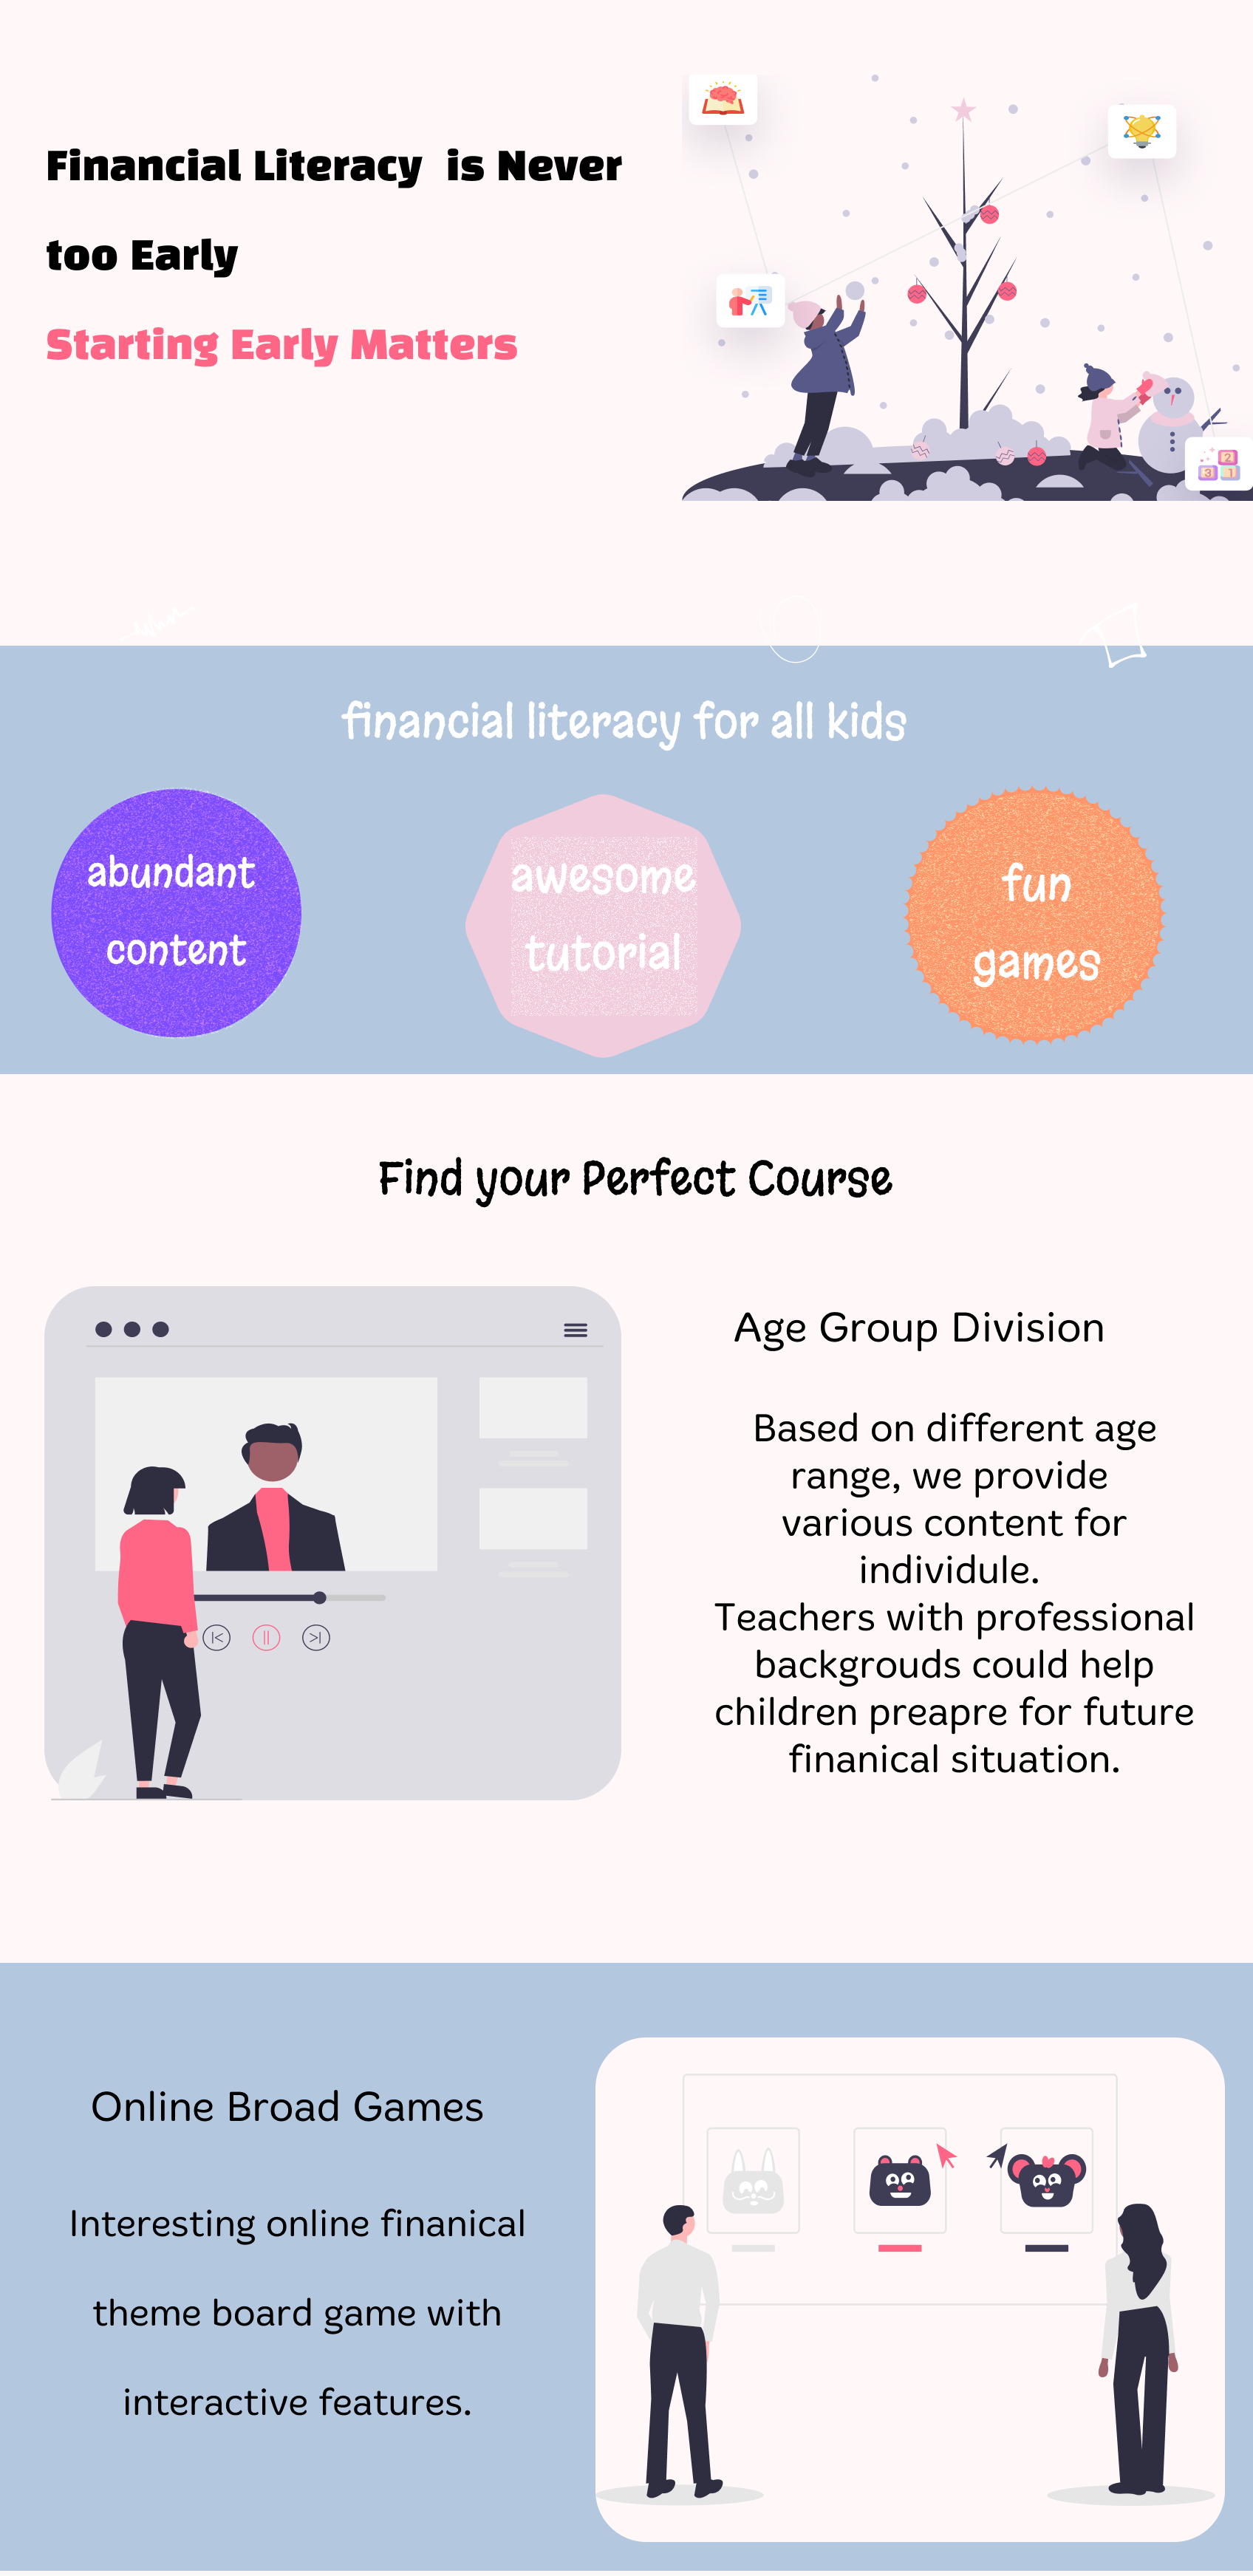 Financial Literacy is Never
too Early
Starting Early Matters
financial literacy for all kids
abundant
content
awesome
tutorial
fun
games
Find your Perfect Course
Age Group Division
Based on different age
range, we provide
various content for
individule.
Teachers with professional
backgrouds could help
children preapre for future
finanical situation.
Online Broad Games
Interesting online finanical
theme board game with
interactive features.